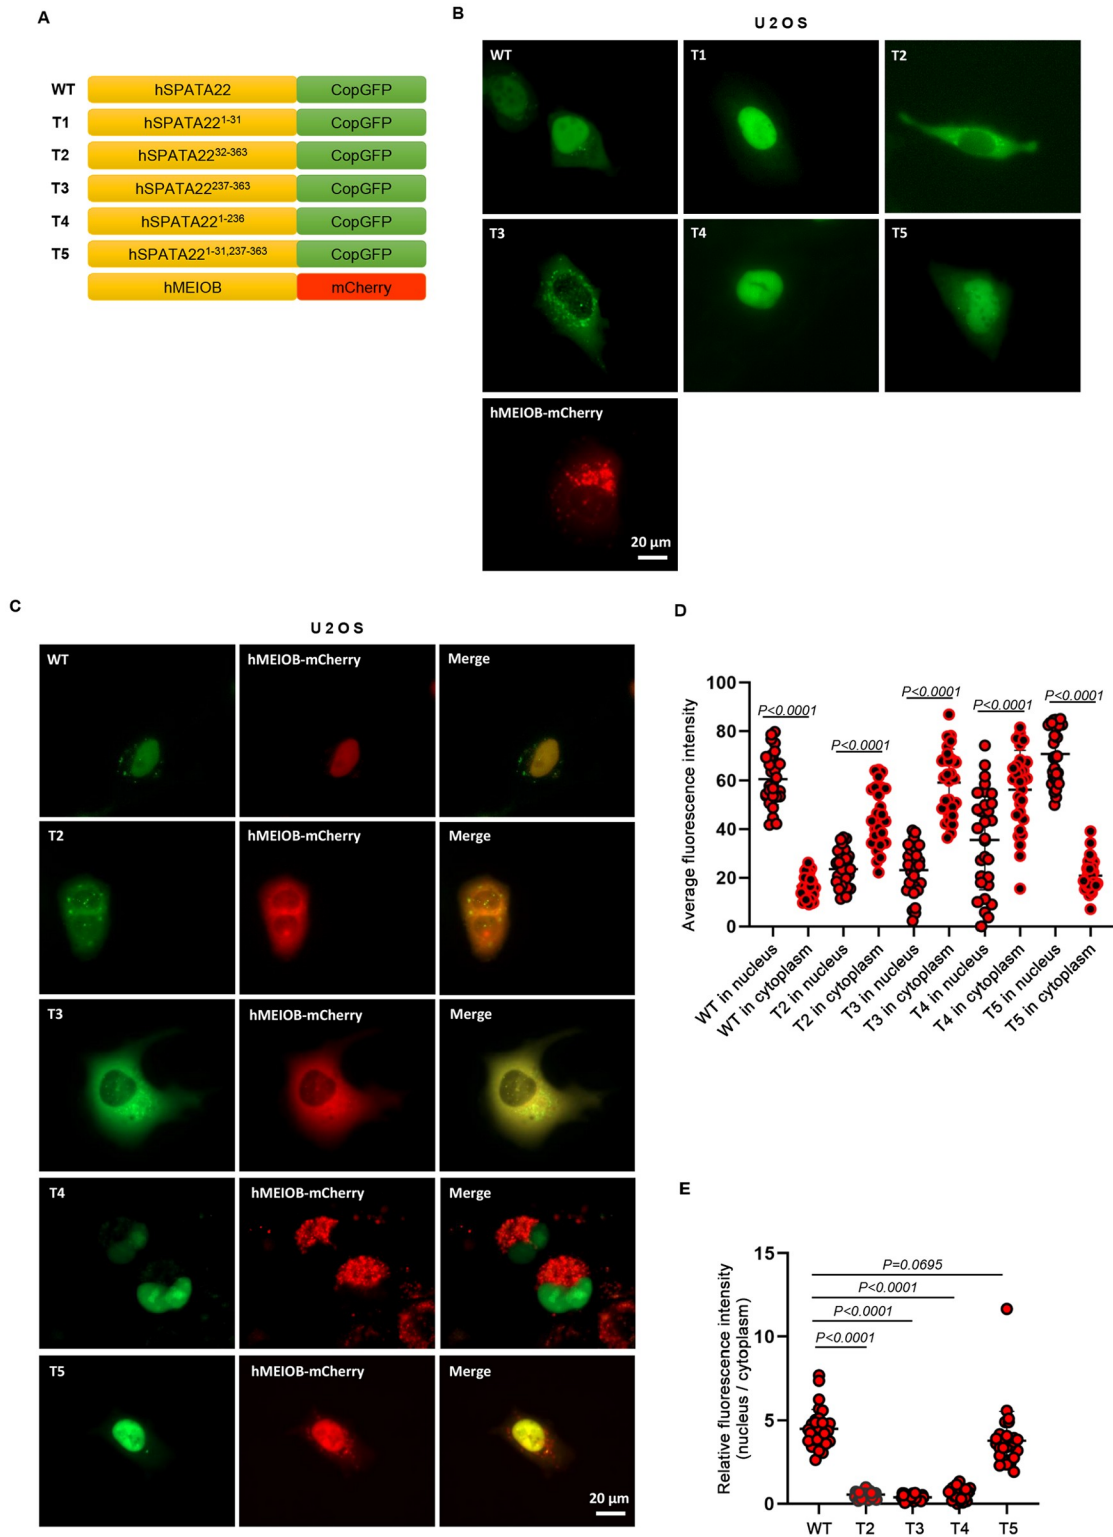 A
WT hSPATA22 CopGFP
T1 hSPATA22¹⁻³¹ CopGFP
T2 hSPATA22³²⁻³⁶³ CopGFP
T3 hSPATA22²³⁷⁻³⁶³ CopGFP
T4 hSPATA22¹⁻²³⁶ CopGFP
T5 hSPATA22¹⁻³¹,²³⁷⁻³⁶³ CopGFP
hMEIOB mCherry
B
U2OS
WT T1 T2
T3 T4 T5
hMEIOB-mCherry
20 µm
C
U2OS
WT hMEIOB-mCherry Merge
T2 hMEIOB-mCherry Merge
T3 hMEIOB-mCherry Merge
T4 hMEIOB-mCherry Merge
T5 hMEIOB-mCherry Merge
20 µm
D
Average fluorescence intensity
100
80
60
40
20
0
P<0.0001
P<0.0001
P<0.0001
P<0.0001
P<0.0001
WT in nucleus
WT in cytoplasm
T2 in nucleus
T2 in cytoplasm
T3 in nucleus
T3 in cytoplasm
T4 in nucleus
T4 in cytoplasm
T5 in nucleus
T5 in cytoplasm
E
Relative fluorescence intensity
(nucleus / cytoplasm)
15
10
5
0
P=0.0695
P<0.0001
P<0.0001
P<0.0001
WT T2 T3 T4 T5